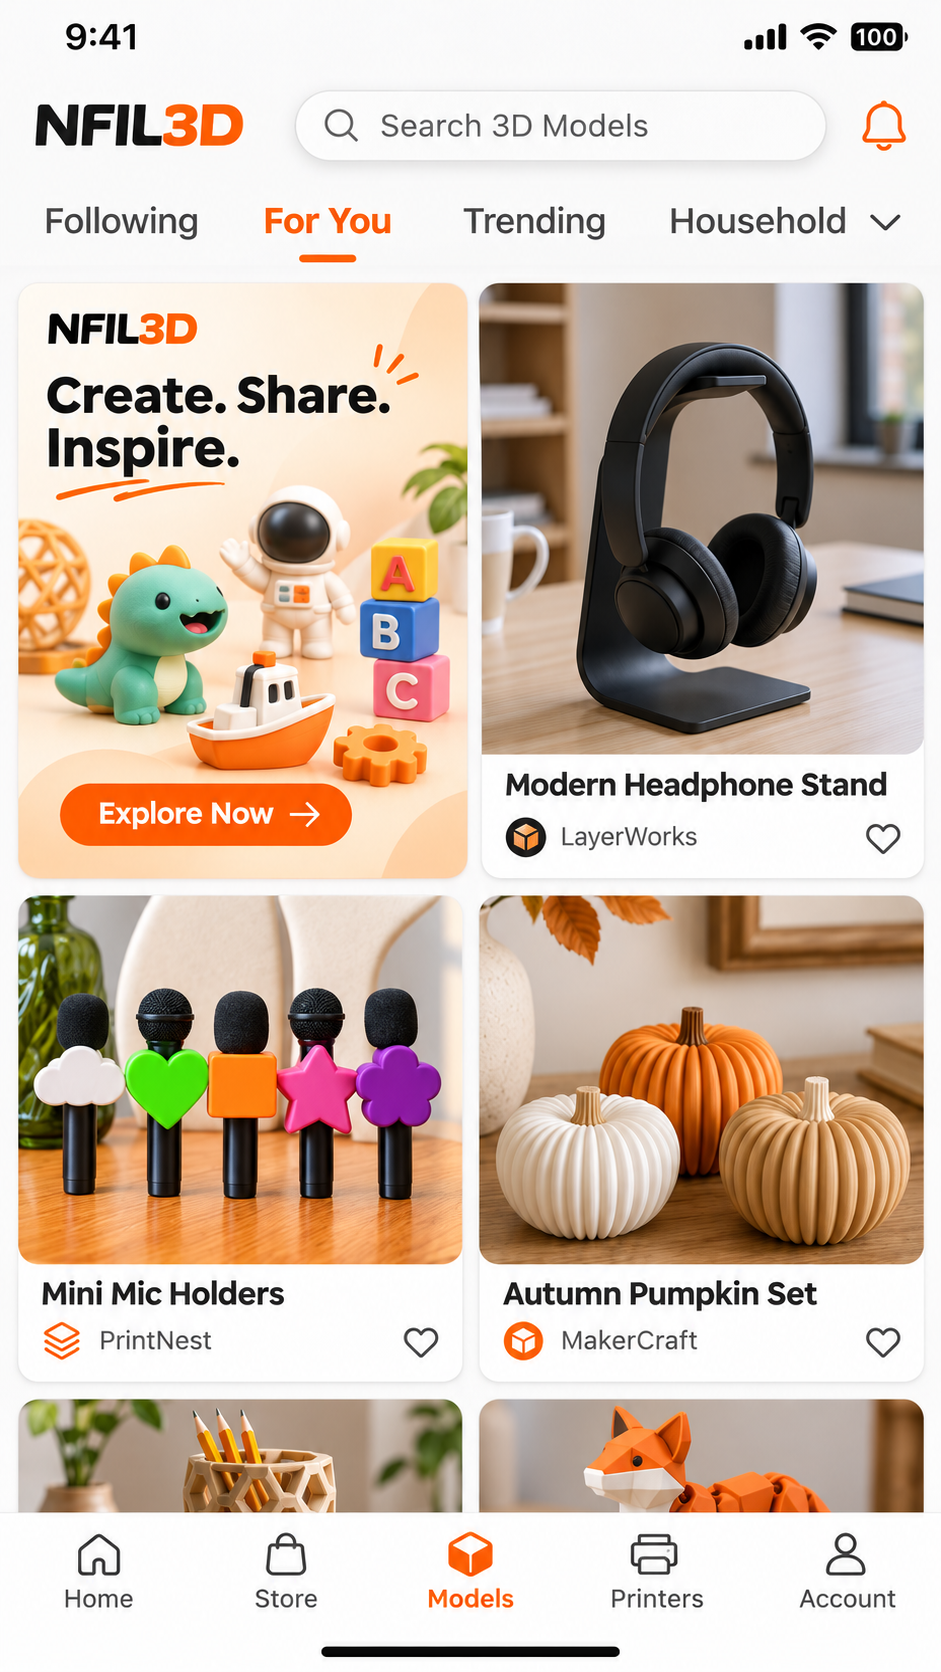 9:41
100
NFIL3D
Search 3D Models
Following
For You
Trending
Household
NFIL3D
Create. Share.
Inspire.
A
B
C
Explore Now
Modern Headphone Stand
LayerWorks
Mini Mic Holders
PrintNest
Autumn Pumpkin Set
MakerCraft
Home
Store
Models
Printers
Account